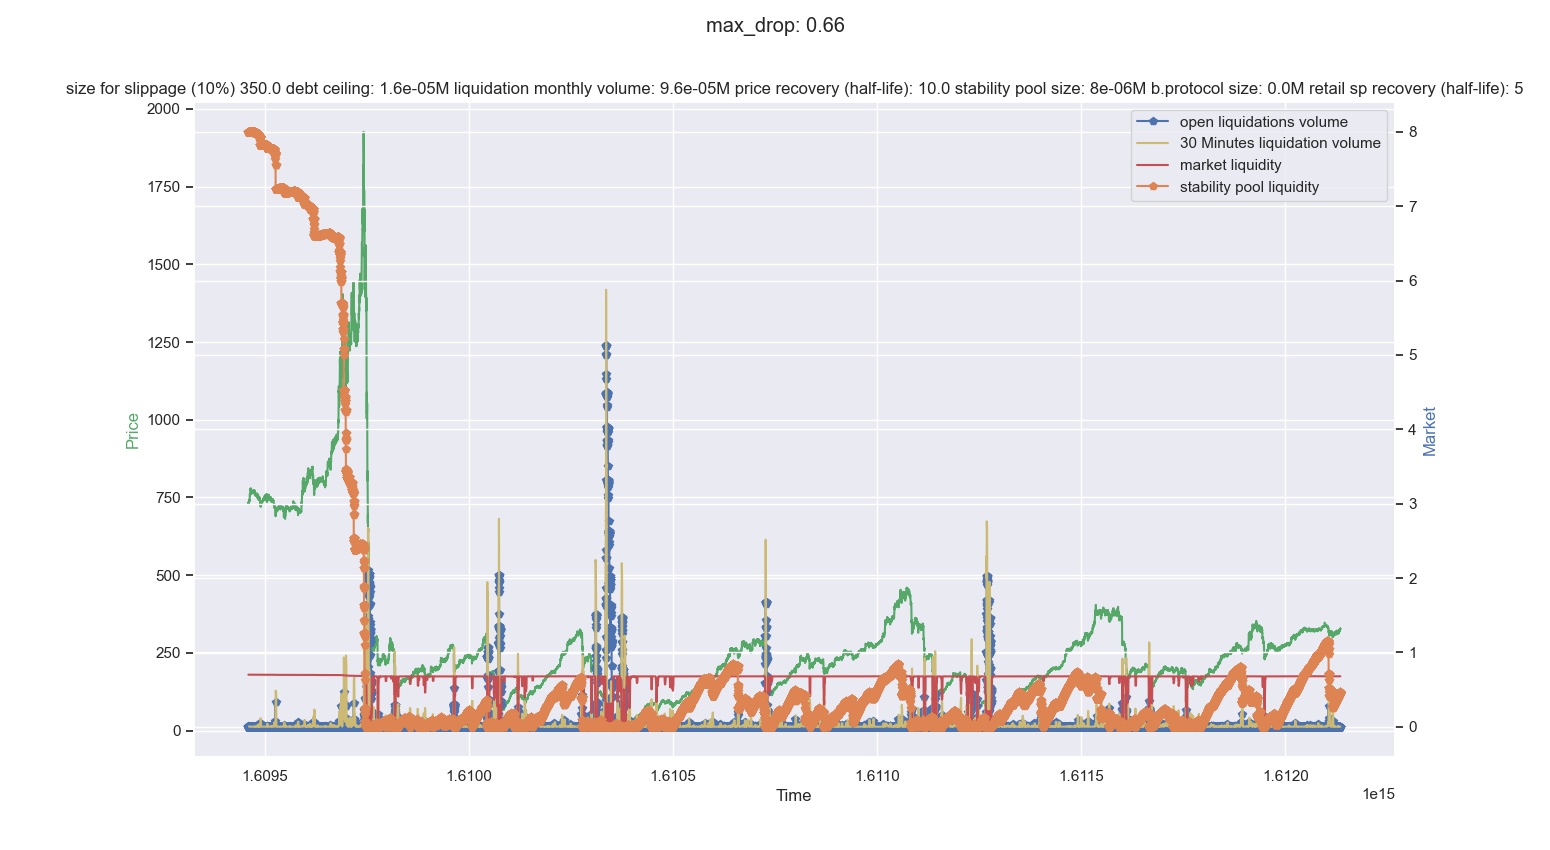 max_drop: 0.66
size for slippage (10%) 350.0 debt ceiling: 1.6e-05M liquidation monthly volume: 9.6e-05M price recovery (half-life): 10.0 stability pool size: 8e-06M b.protocol size: 0.0M retail sp recovery (half-life): 5
open liquidations volume
30 Minutes liquidation volume
market liquidity
stability pool liquidity
Price
2000
1750
1500
1250
1000
750
500
250
0
Market
8
7
6
5
4
3
2
1
0
1.6095 1.6100 1.6105 1.6110 1.6115 1.6120
Time
1e15